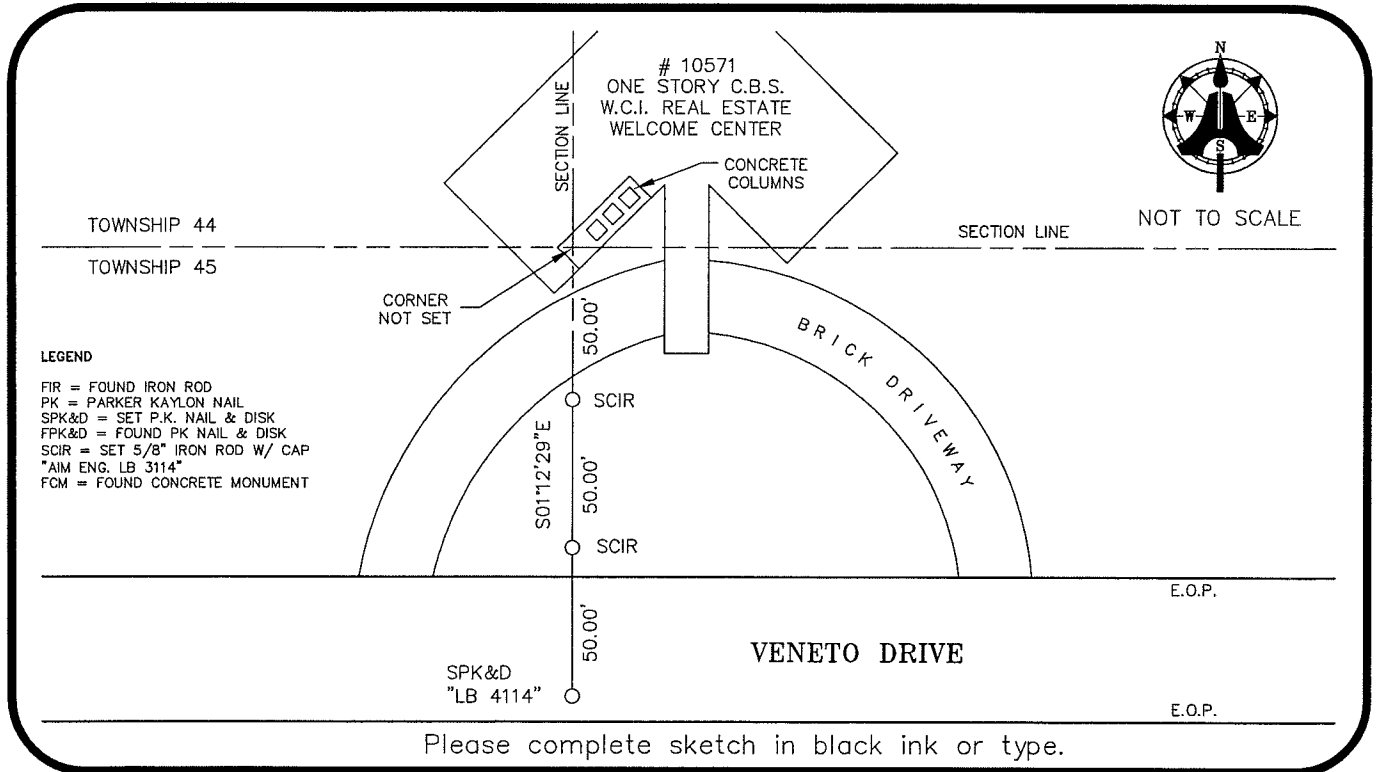 # 10571
ONE STORY C.B.S.
W.C.I. REAL ESTATE
WELCOME CENTER
SECTION LINE
CONCRETE
COLUMNS
N
W E
S
NOT TO SCALE
TOWNSHIP 44
SECTION LINE
TOWNSHIP 45
CORNER
NOT SET
50.00'
BRICK DRIVEWAY
LEGEND
FIR = FOUND IRON ROD
PK = PARKER KAYLON NAIL
SPK&D = SET P.K. NAIL & DISK
FPK&D = FOUND PK NAIL & DISK
SCIR = SET 5/8" IRON ROD W/ CAP
"AIM ENG. LB 3114"
FCM = FOUND CONCRETE MONUMENT
SCIR
S01°12'29"E
50.00'
SCIR
E.O.P.
50.00'
VENETO DRIVE
SPK&D
"LB 4114"
E.O.P.
Please complete sketch in black ink or type.